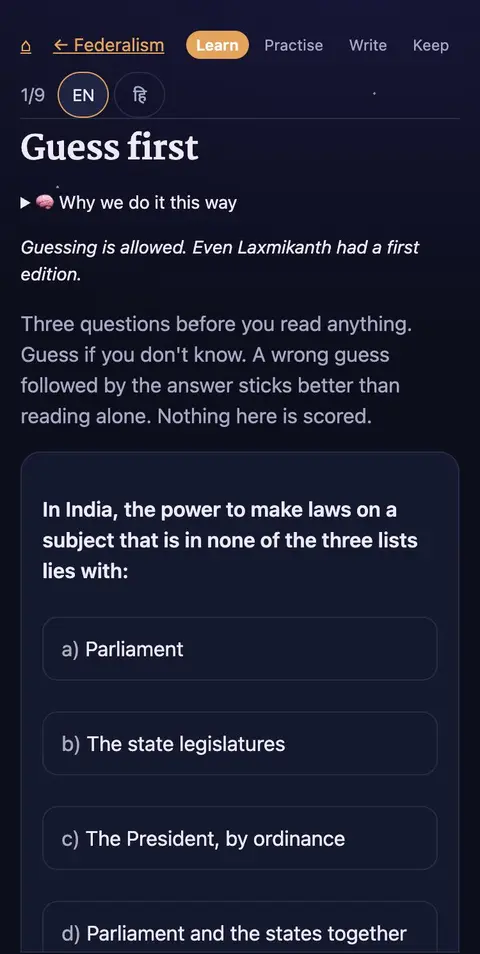 ⌂ ← Federalism Learn Practise Write Keep
1/9 EN हि
Guess first
▶ 🧠 Why we do it this way
Guessing is allowed. Even Laxmikanth had a first
edition.
Three questions before you read anything.
Guess if you don't know. A wrong guess
followed by the answer sticks better than
reading alone. Nothing here is scored.
In India, the power to make laws on a
subject that is in none of the three lists
lies with:
a) Parliament
b) The state legislatures
c) The President, by ordinance
d) Parliament and the states together